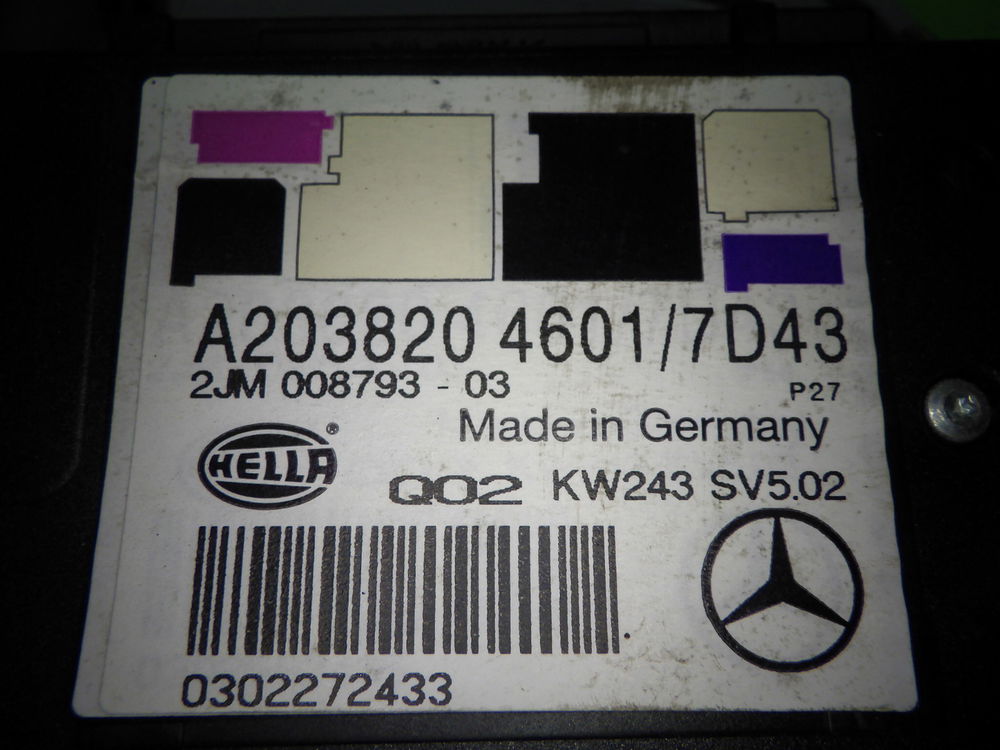 A203820 4601/7D43
2JM 008793 - 03
P27
Made in Germany
HELLA®
Q02 KW243 SV5.02
0302272433